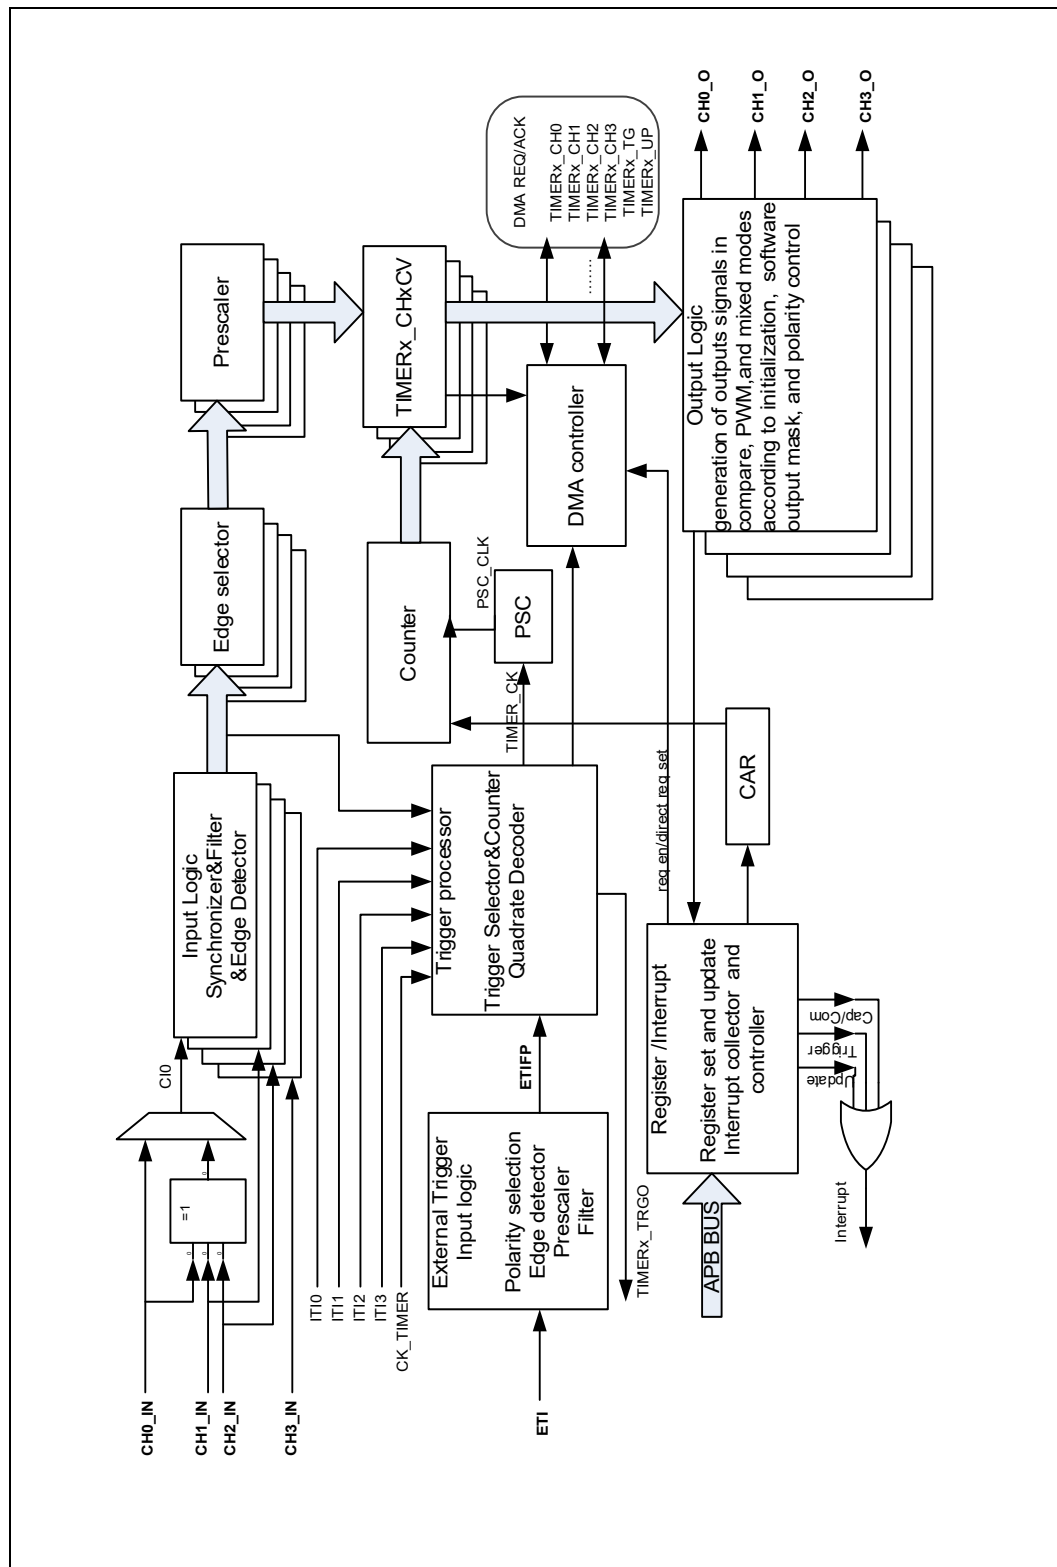 CH0_IN
CH1_IN
CH2_IN
CH3_IN
=1
0
0
0
0
CI0
Input Logic
Synchronizer&Filter
&Edge Detector
Edge selector
Prescaler
ITI0
ITI1
ITI2
ITI3
CK_TIMER
Trigger processor
Trigger Selector&Counter
Quadrate Decoder
Counter
TIMERx_CHxCV
TIMER_CK
PSC
PSC_CLK
DMA controller
DMA REQ/ACK
TIMERx_CH0
TIMERx_CH1
TIMERx_CH2
TIMERx_CH3
TIMERx_TG
TIMERx_UP
........
ETI
External Trigger
Input logic
Polarity selection
Edge detector
Prescaler
Filter
ETIFP
TIMERx_TRGO
APB BUS
Register /Interrupt
Register set and update
Interrupt collector and
controller
req en/direct req set
CAR
Output Logic
generation of outputs signals in
compare, PWM,and mixed modes
according to initialization, software
output mask, and polarity control
CH0_O
CH1_O
CH2_O
CH3_O
Update
Trigger
Cap/Com
Interrupt